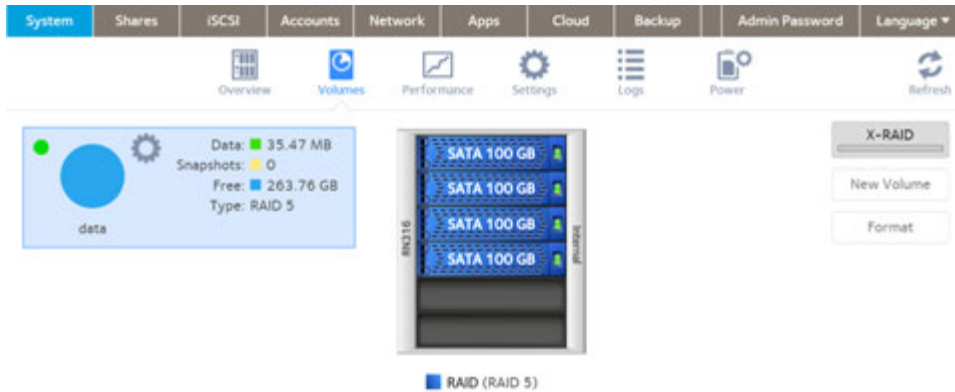 System Shares iSCSI Accounts Network Apps Cloud Backup Admin Password Language
Overview Volumes Performance Settings Logs Power Refresh
Data: 35.47 MB
Snapshots: 0
Free: 263.76 GB
Type: RAID 5
data
RN316
SATA 100 GB
SATA 100 GB
SATA 100 GB
SATA 100 GB
Internal
X-RAID
New Volume
Format
RAID (RAID 5)